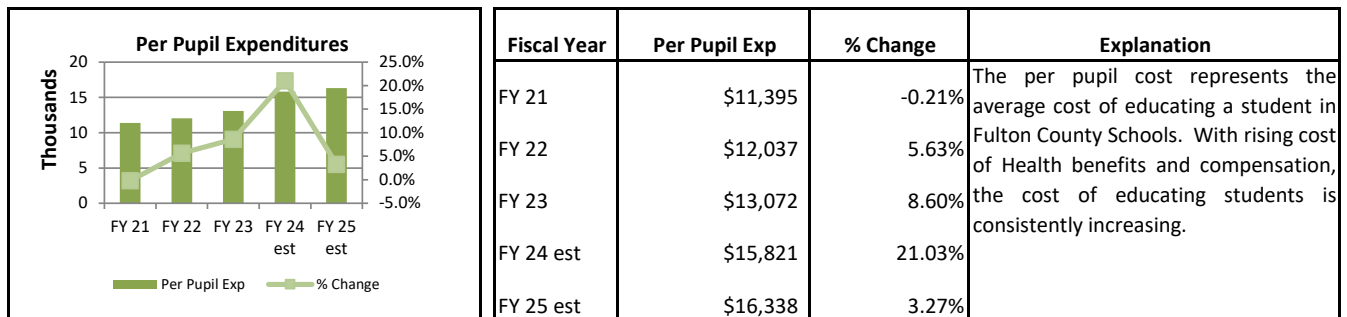 Per Pupil Expenditures
Thousands
20
15
10
5
0
25.0%
20.0%
15.0%
10.0%
5.0%
0.0%
-5.0%
FY 21 FY 22 FY 23 FY 24 est FY 25 est
Per Pupil Exp % Change
Fiscal Year Per Pupil Exp % Change Explanation
FY 21 $11,395 -0.21%
FY 22 $12,037 5.63%
FY 23 $13,072 8.60%
FY 24 est $15,821 21.03%
FY 25 est $16,338 3.27%
The per pupil cost represents the
average cost of educating a student in
Fulton County Schools. With rising cost
of Health benefits and compensation,
the cost of educating students is
consistently increasing.